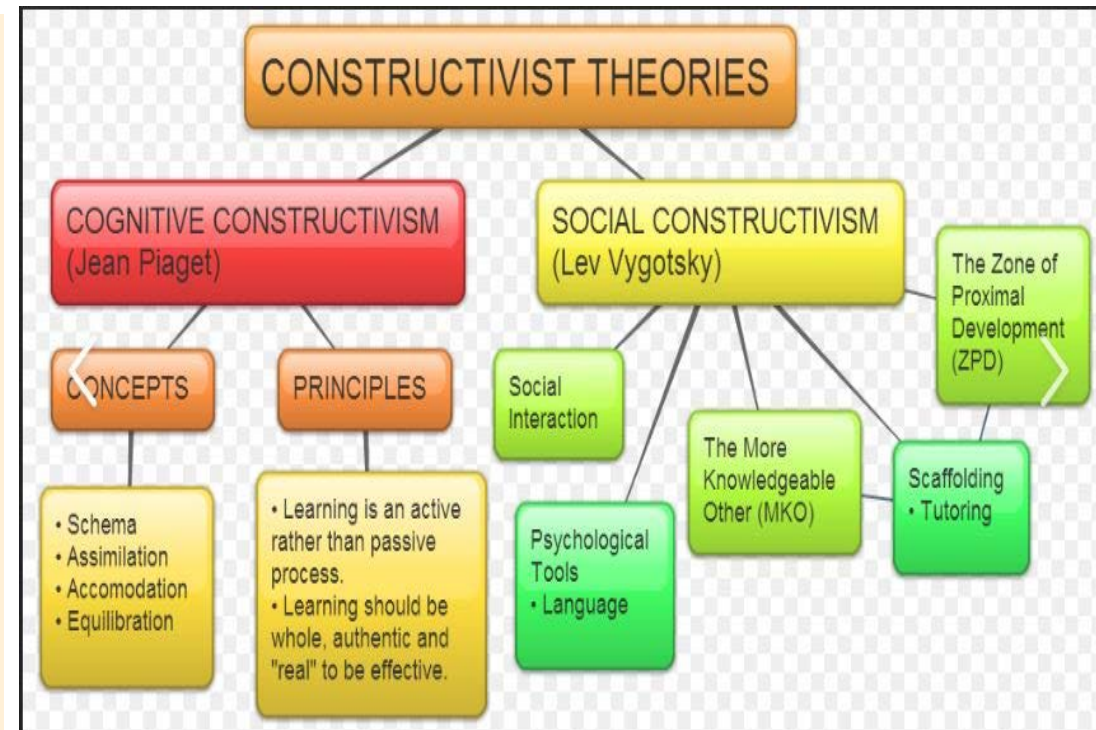 CONSTRUCTIVIST THEORIES
COGNITIVE CONSTRUCTIVISM
(Jean Piaget)
SOCIAL CONSTRUCTIVISM
(Lev Vygotsky)
The Zone of
Proximal
Development
(ZPD)
CONCEPTS
PRINCIPLES
Social
Interaction
The More
Knowledgeable
Other (MKO)
Scaffolding
• Tutoring
• Schema
• Assimilation
• Accomodation
• Equilibration
• Learning is an active
rather than passive
process.
• Learning should be
whole, authentic and
"real" to be effective.
Psychological
Tools
• Language